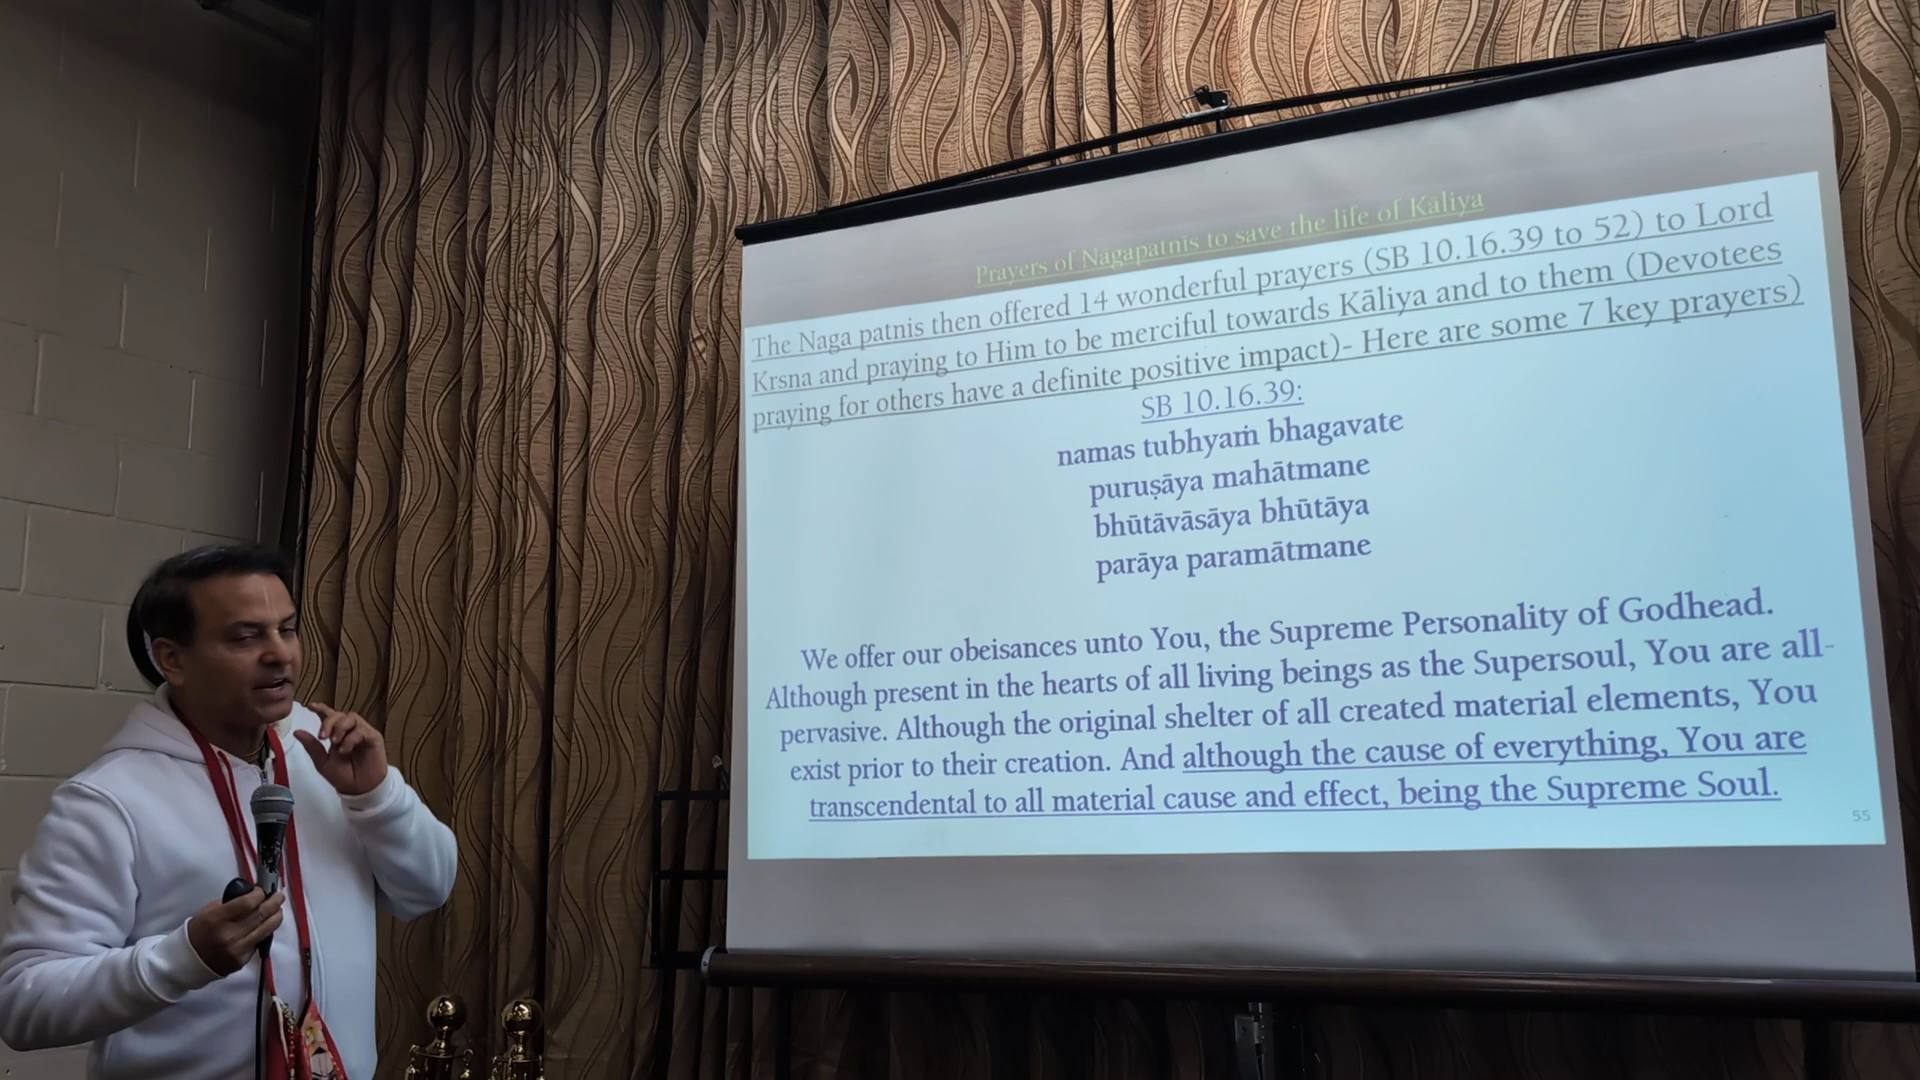 Prayers of Nāgapatnīs to save the life of Kāliya
The Naga patnis then offered 14 wonderful prayers (SB 10.16.39 to 52) to Lord
Krsna and praying to Him to be merciful towards Kāliya and to them (Devotees
praying for others have a definite positive impact)- Here are some 7 key prayers)
SB 10.16.39:
namas tubhyaṁ bhagavate
puruṣāya mahātmane
bhūtāvāsāya bhūtāya
parāya paramātmane
We offer our obeisances unto You, the Supreme Personality of Godhead.
Although present in the hearts of all living beings as the Supersoul, You are all-
pervasive. Although the original shelter of all created material elements, You
exist prior to their creation. And although the cause of everything, You are
transcendental to all material cause and effect, being the Supreme Soul.
55